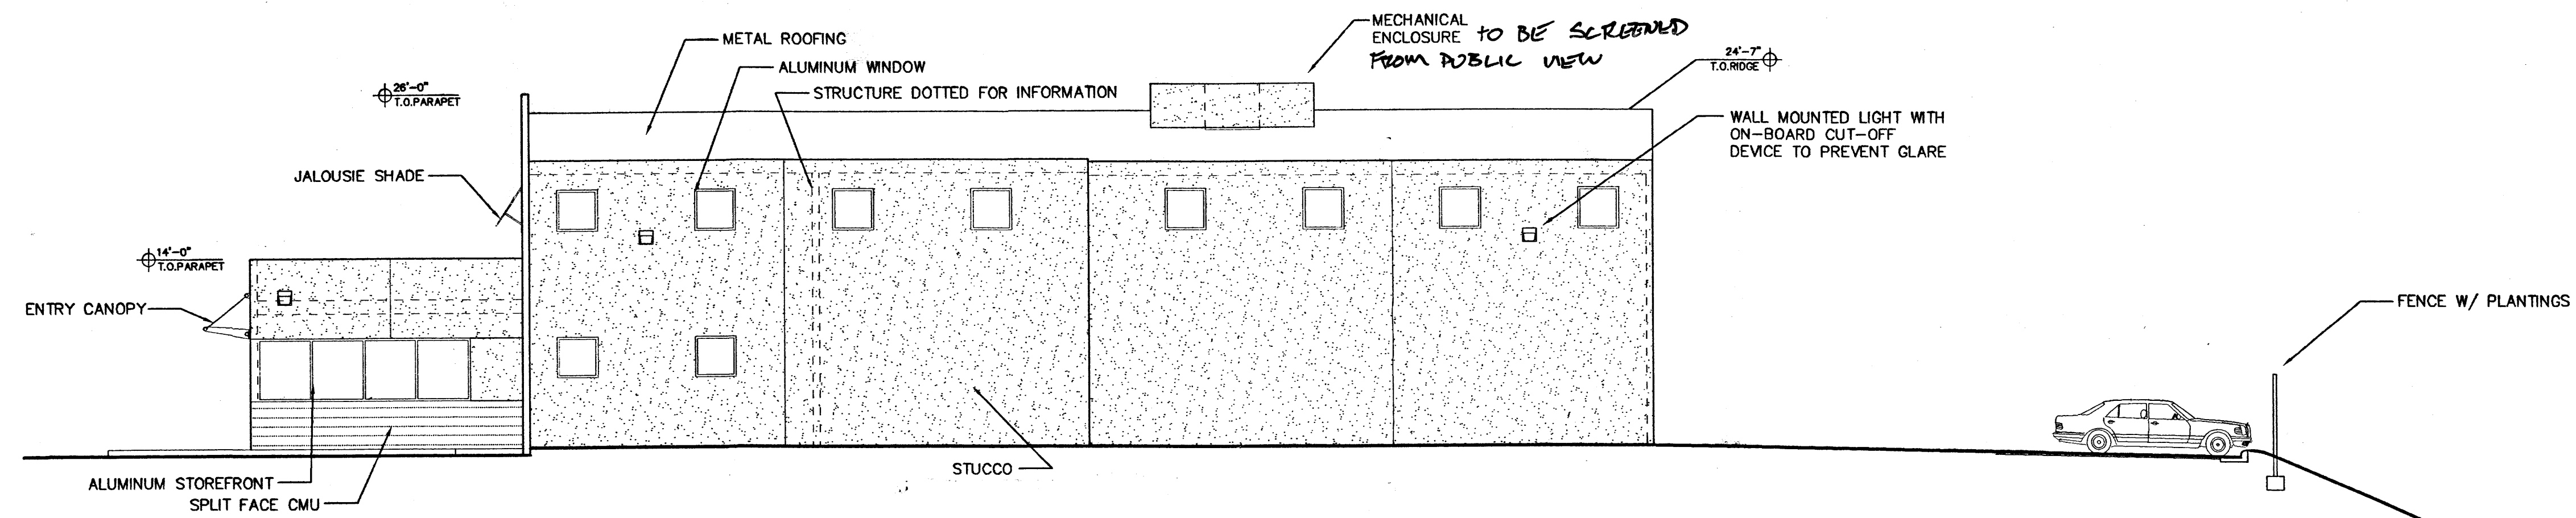 METAL ROOFING
ALUMINUM WINDOW
STRUCTURE DOTTED FOR INFORMATION
MECHANICAL
ENCLOSURE TO BE SCREENED
FROM PUBLIC VIEW
24'-7"
T.O.RIDGE
26'-0"
T.O.PARAPET
WALL MOUNTED LIGHT WITH
ON-BOARD CUT-OFF
DEVICE TO PREVENT GLARE
JALOUSIE SHADE
14'-0"
T.O.PARAPET
ENTRY CANOPY
FENCE W/ PLANTINGS
STUCCO
ALUMINUM STOREFRONT
SPLIT FACE CMU